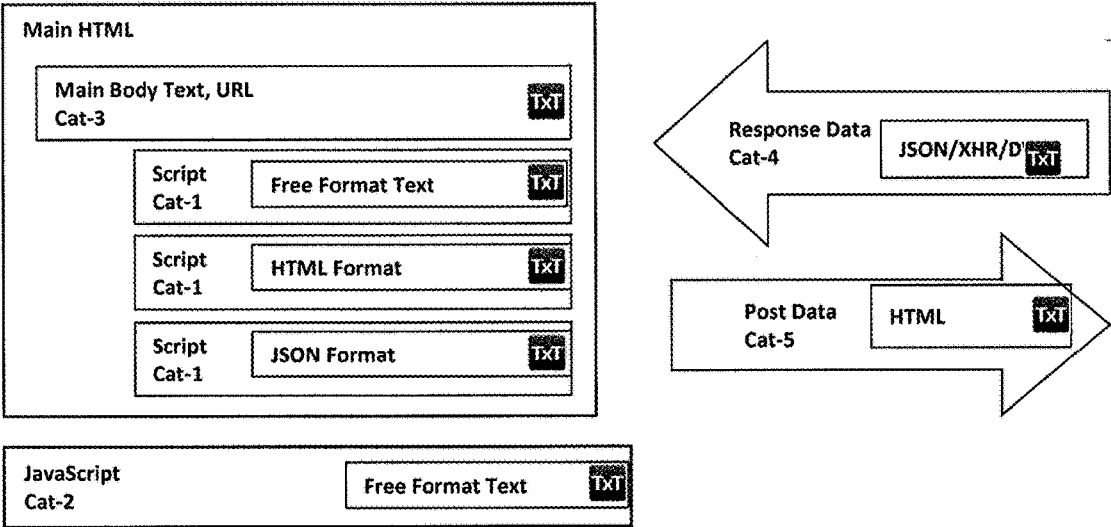 Main HTML
Main Body Text, URL
Cat-3
TxT
Script
Cat-1
Free Format Text
TxT
Script
Cat-1
HTML Format
TxT
Script
Cat-1
JSON Format
TxT
JavaScript
Cat-2
Free Format Text
TxT
Response Data
Cat-4
JSON/XHR/D
TxT
Post Data
Cat-5
HTML
TxT